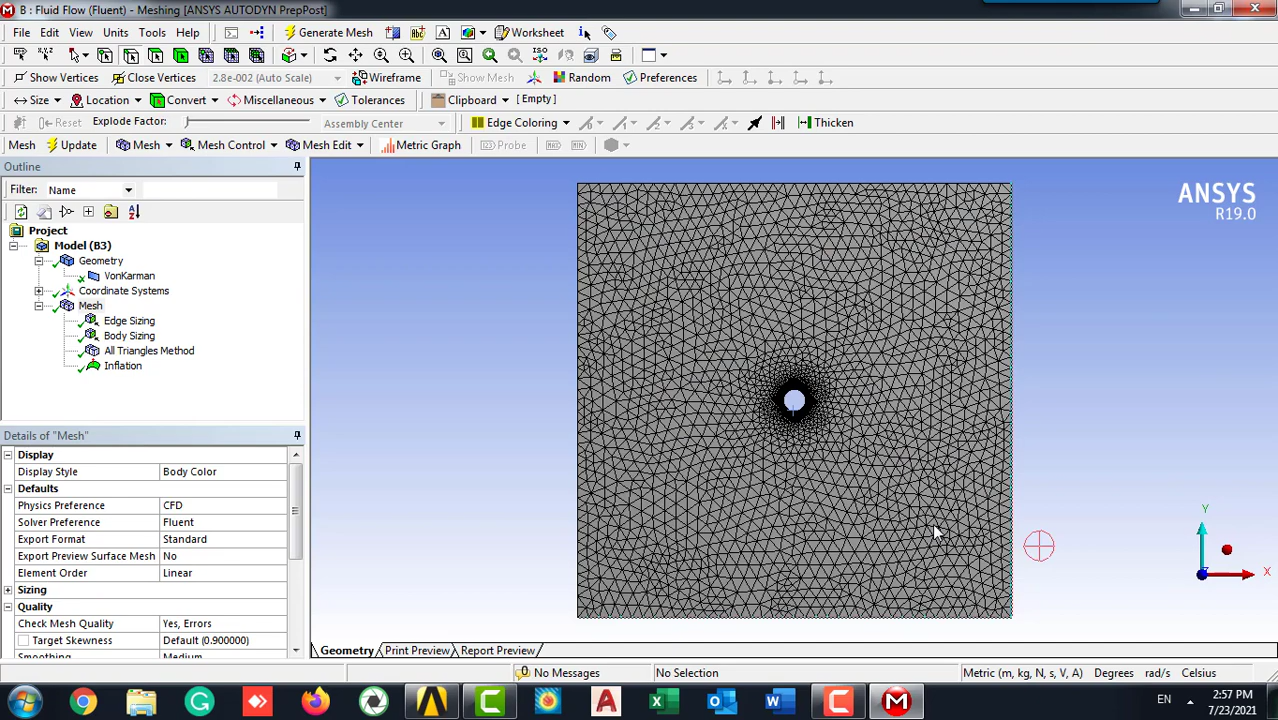 B : Fluid Flow (Fluent) - Meshing [ANSYS AUTODYN PrepPost]
File Edit View Units Tools Help Generate Mesh A Worksheet i
ISO
Show Vertices Close Vertices 2.8e-002 (Auto Scale) Wireframe Show Mesh Random Preferences
Size Location Convert Miscellaneous Tolerances Clipboard [ Empty ]
Reset Explode Factor: Assembly Center Edge Coloring Thicken
Mesh Update Mesh Mesh Control Mesh Edit Metric Graph Probe MAX MIN
Outline
Filter: Name
Project
Model (B3)
Geometry
VonKarman
Coordinate Systems
Mesh
Edge Sizing
Body Sizing
All Triangles Method
Inflation
Details of "Mesh"
Display
Display Style Body Color
Defaults
Physics Preference CFD
Solver Preference Fluent
Export Format Standard
Export Preview Surface Mesh No
Element Order Linear
Sizing
Quality
Check Mesh Quality Yes, Errors
Target Skewness Default (0.900000)
Smoothing Medium
ANSYS
R19.0
Y
Z
X
Geometry Print Preview Report Preview
0 No Messages No Selection Metric (m, kg, N, s, V, A) Degrees rad/s Celsius
EN
2:57 PM
7/23/2021